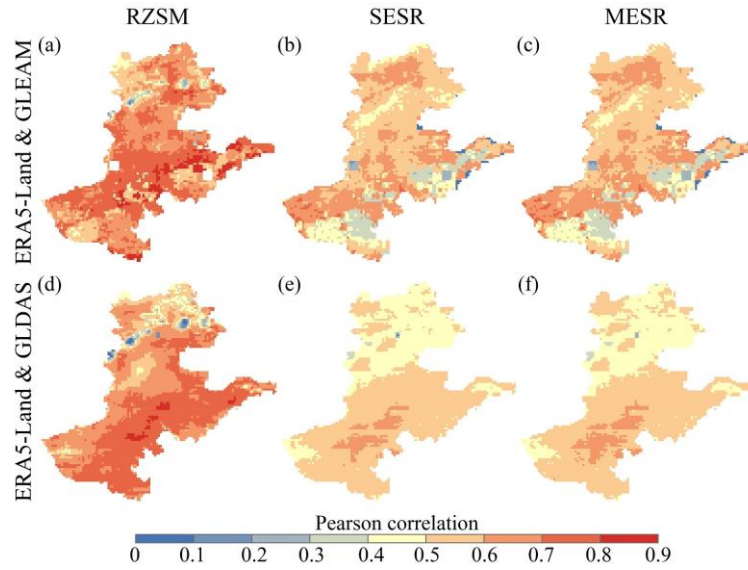 RZSM SESR MESR
(a) (b) (c)
ERA5-Land & GLEAM
(d) (e) (f)
ERA5-Land & GLDAS
Pearson correlation
0 0.1 0.2 0.3 0.4 0.5 0.6 0.7 0.8 0.9